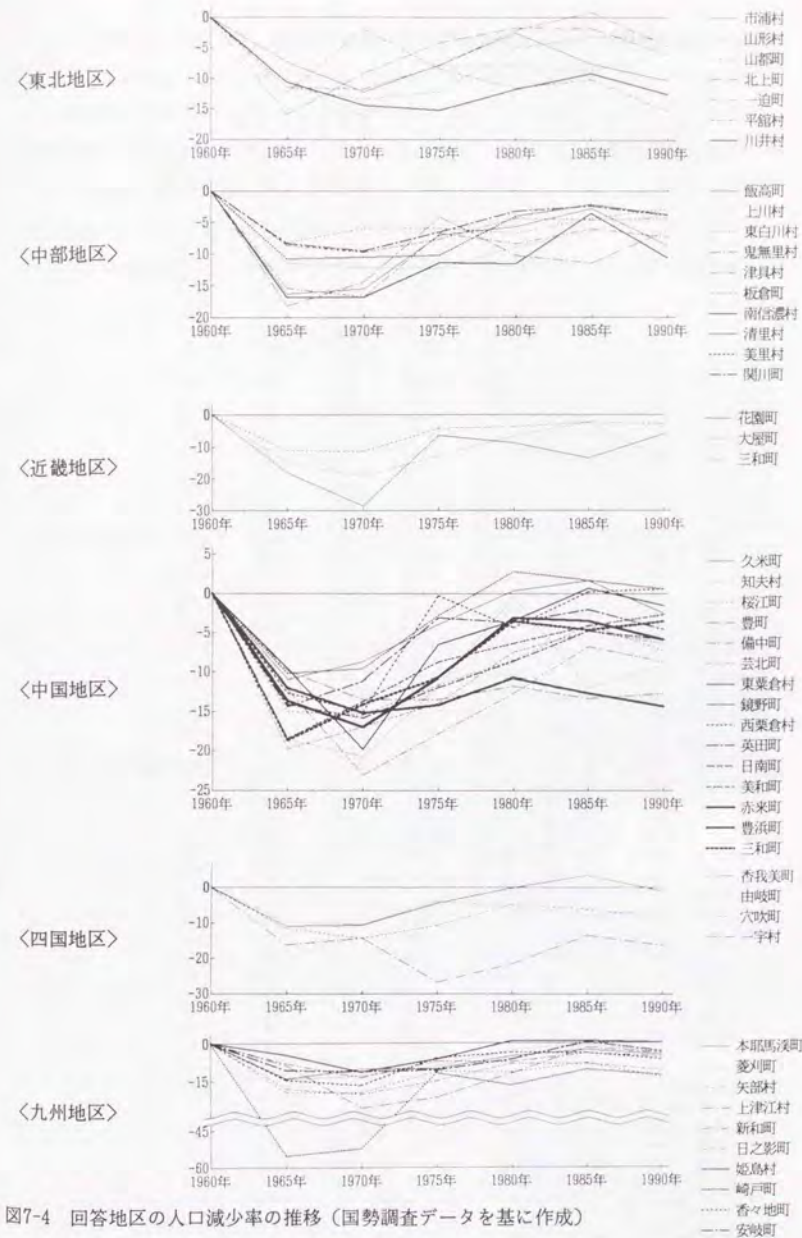 〈東北地区〉
0
-5
-10
-15
-20
1960年 1965年 1970年 1975年 1980年 1985年 1990年
市浦村
山形村
山都町
北上町
一迫町
平舘村
川井村
〈中部地区〉
0
-5
-10
-15
-20
1960年 1965年 1970年 1975年 1980年 1985年 1990年
飯高町
上川村
東白川村
鬼無里村
津具村
板倉町
南信濃村
清里村
美里村
関川町
〈近畿地区〉
0
-10
-20
-30
1960年 1965年 1970年 1975年 1980年 1985年 1990年
花園町
大屋町
三和町
〈中国地区〉
5
0
-5
-10
-15
-20
-25
1960年 1965年 1970年 1975年 1980年 1985年 1990年
久米町
知夫村
桜江町
豊町
備中町
芸北町
東粟倉村
鏡野町
西粟倉村
英田町
日南町
美和町
赤来町
豊浜町
三和町
〈四国地区〉
0
-10
-20
-30
1960年 1965年 1970年 1975年 1980年 1985年 1990年
香我美町
由岐町
穴吹町
一宇村
〈九州地区〉
0
-15
-45
-60
1960年 1965年 1970年 1975年 1980年 1985年 1990年
本耶馬渓町
菱刈町
矢部村
上津江村
新和町
日之影町
姫島村
崎戸町
香々地町
安岐町
図7-4 回答地区の人口減少率の推移（国勢調査データを基に作成）